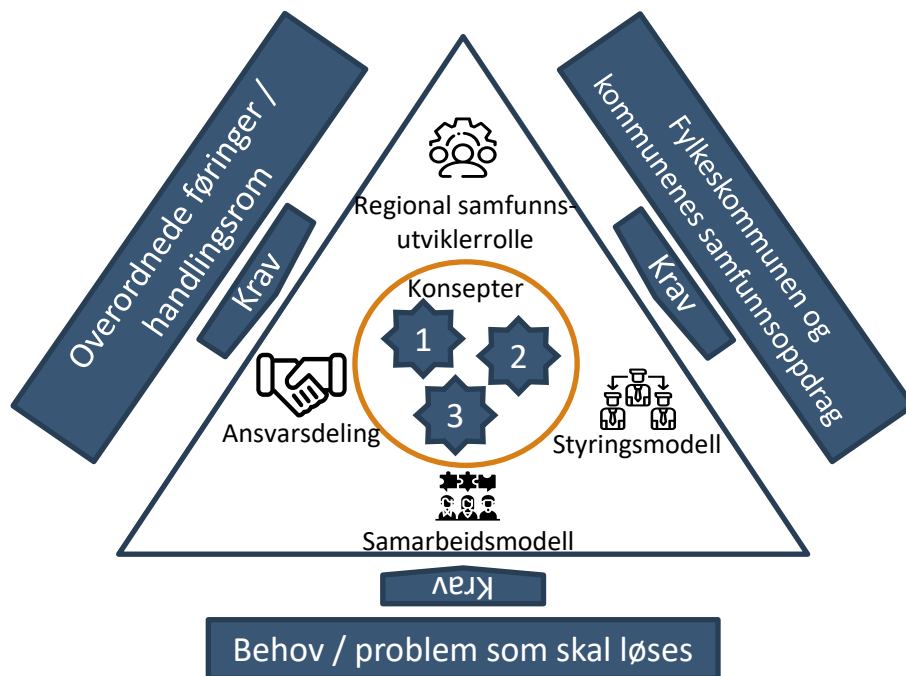 Overordnede føringer /
handlingsrom
Krav
Fylkeskommunen og
kommunenes samfunnsoppdrag
Krav
Regional samfunns-
utviklerrolle
Konsepter
1
2
3
Ansvarsdeling
Styringsmodell
Samarbeidsmodell
Krav
Behov / problem som skal løses